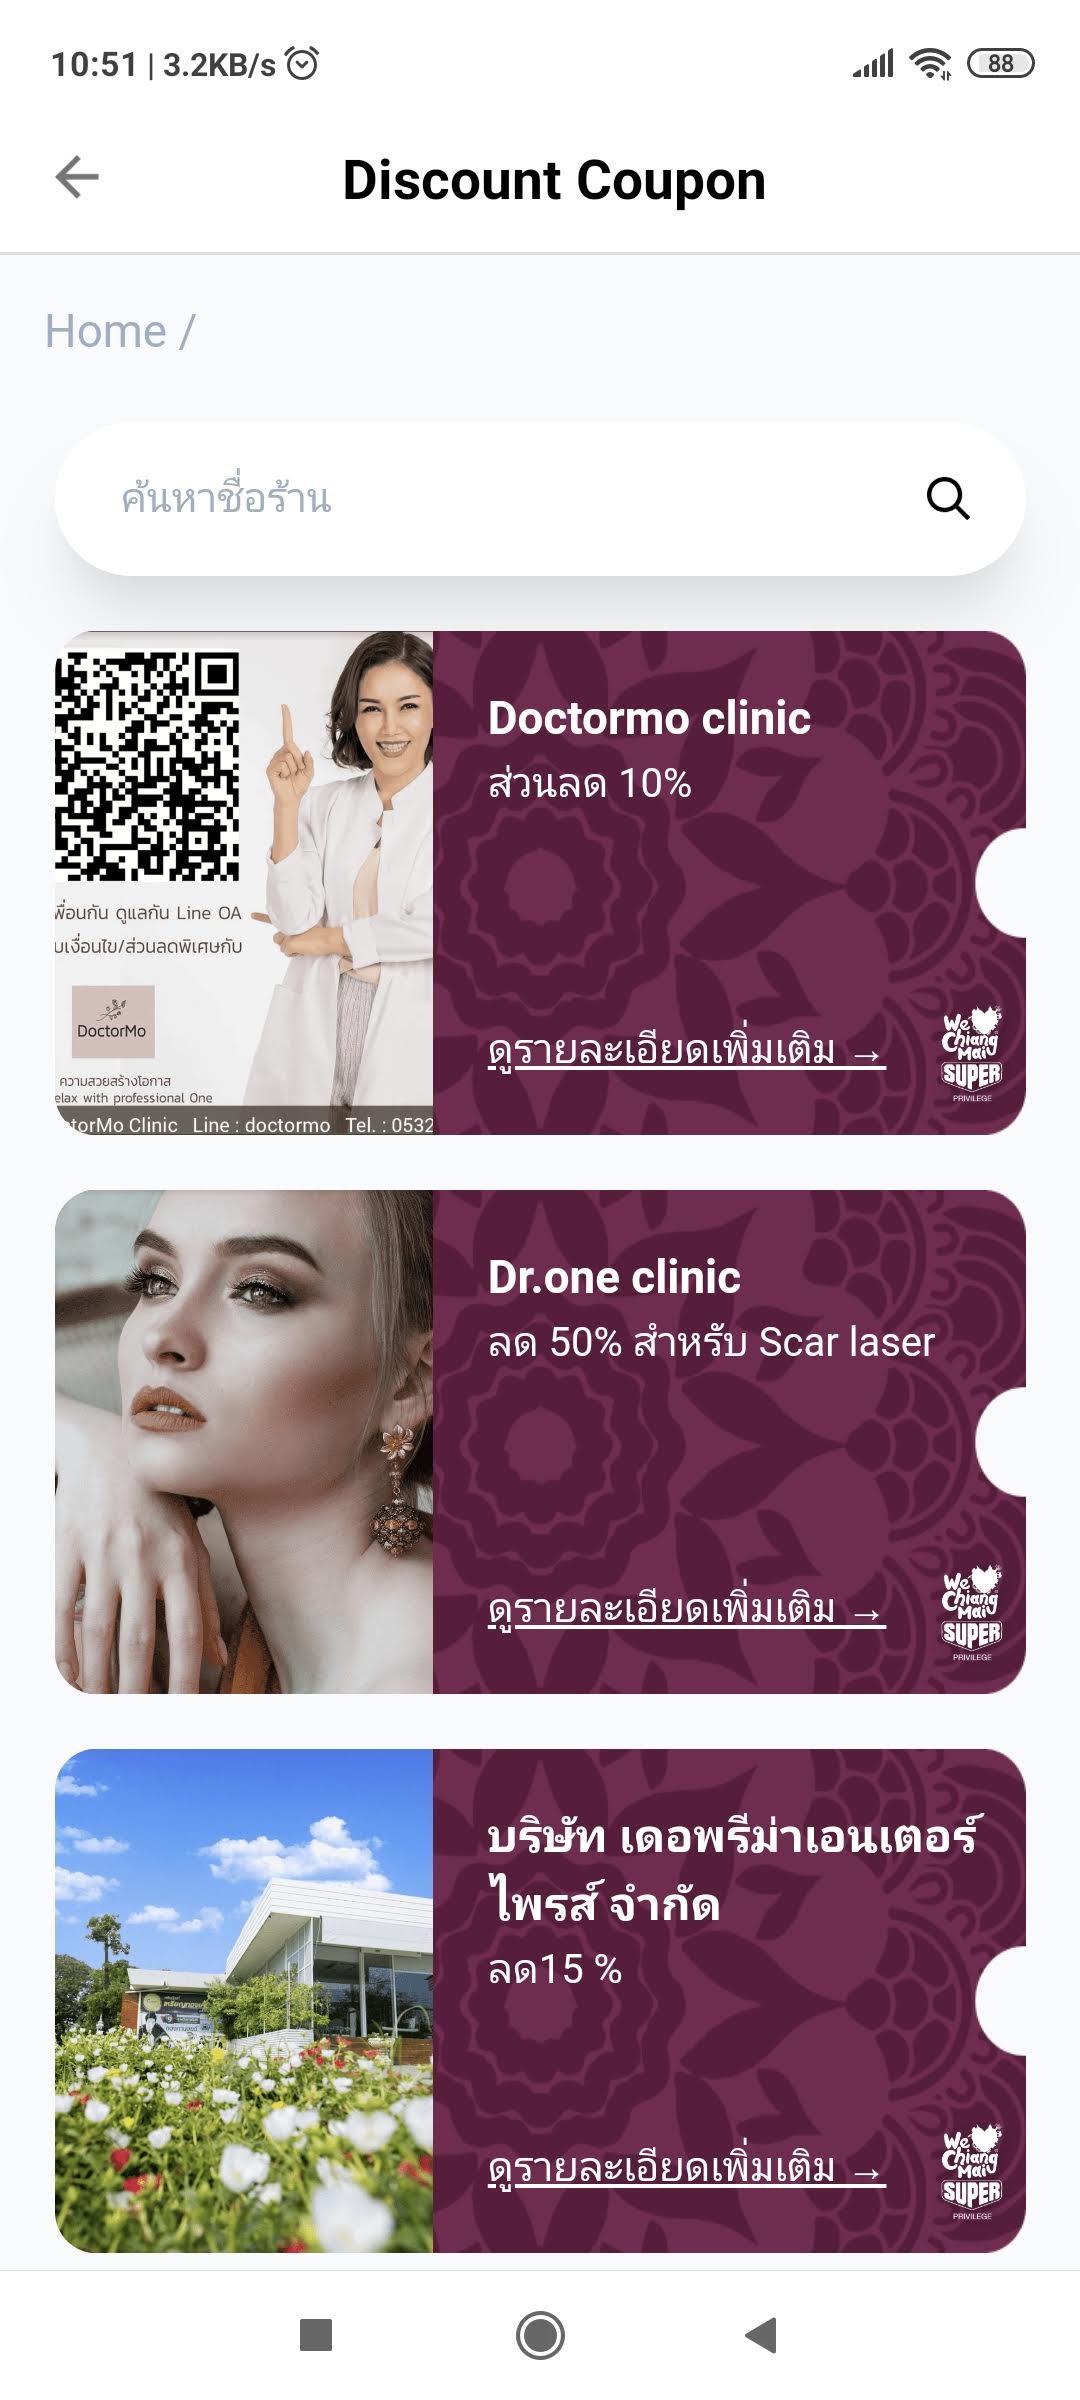 10:51 | 3.2KB/s
88
Discount Coupon
Home /
ค้นหาชื่อร้าน
Doctormo clinic
ส่วนลด 10%
พื่อนกัน ดูแลกัน Line OA
บเงื่อนไข/ส่วนลดพิเศษกับ
DoctorMo
ความสวยสร้างโอกาส
elax with professional One
torMo Clinic Line : doctormo Tel. : 0532
ดูรายละเอียดเพิ่มเติม →
We Chiang Mai
SUPER
PRIVILEGE
Dr.one clinic
ลด 50% สำหรับ Scar laser
ดูรายละเอียดเพิ่มเติม →
We Chiang Mai
SUPER
PRIVILEGE
บริษัท เดอพรีม่าเอนเตอร์
ไพรส์ จำกัด
ลด15 %
ดูรายละเอียดเพิ่มเติม →
We Chiang Mai
SUPER
PRIVILEGE